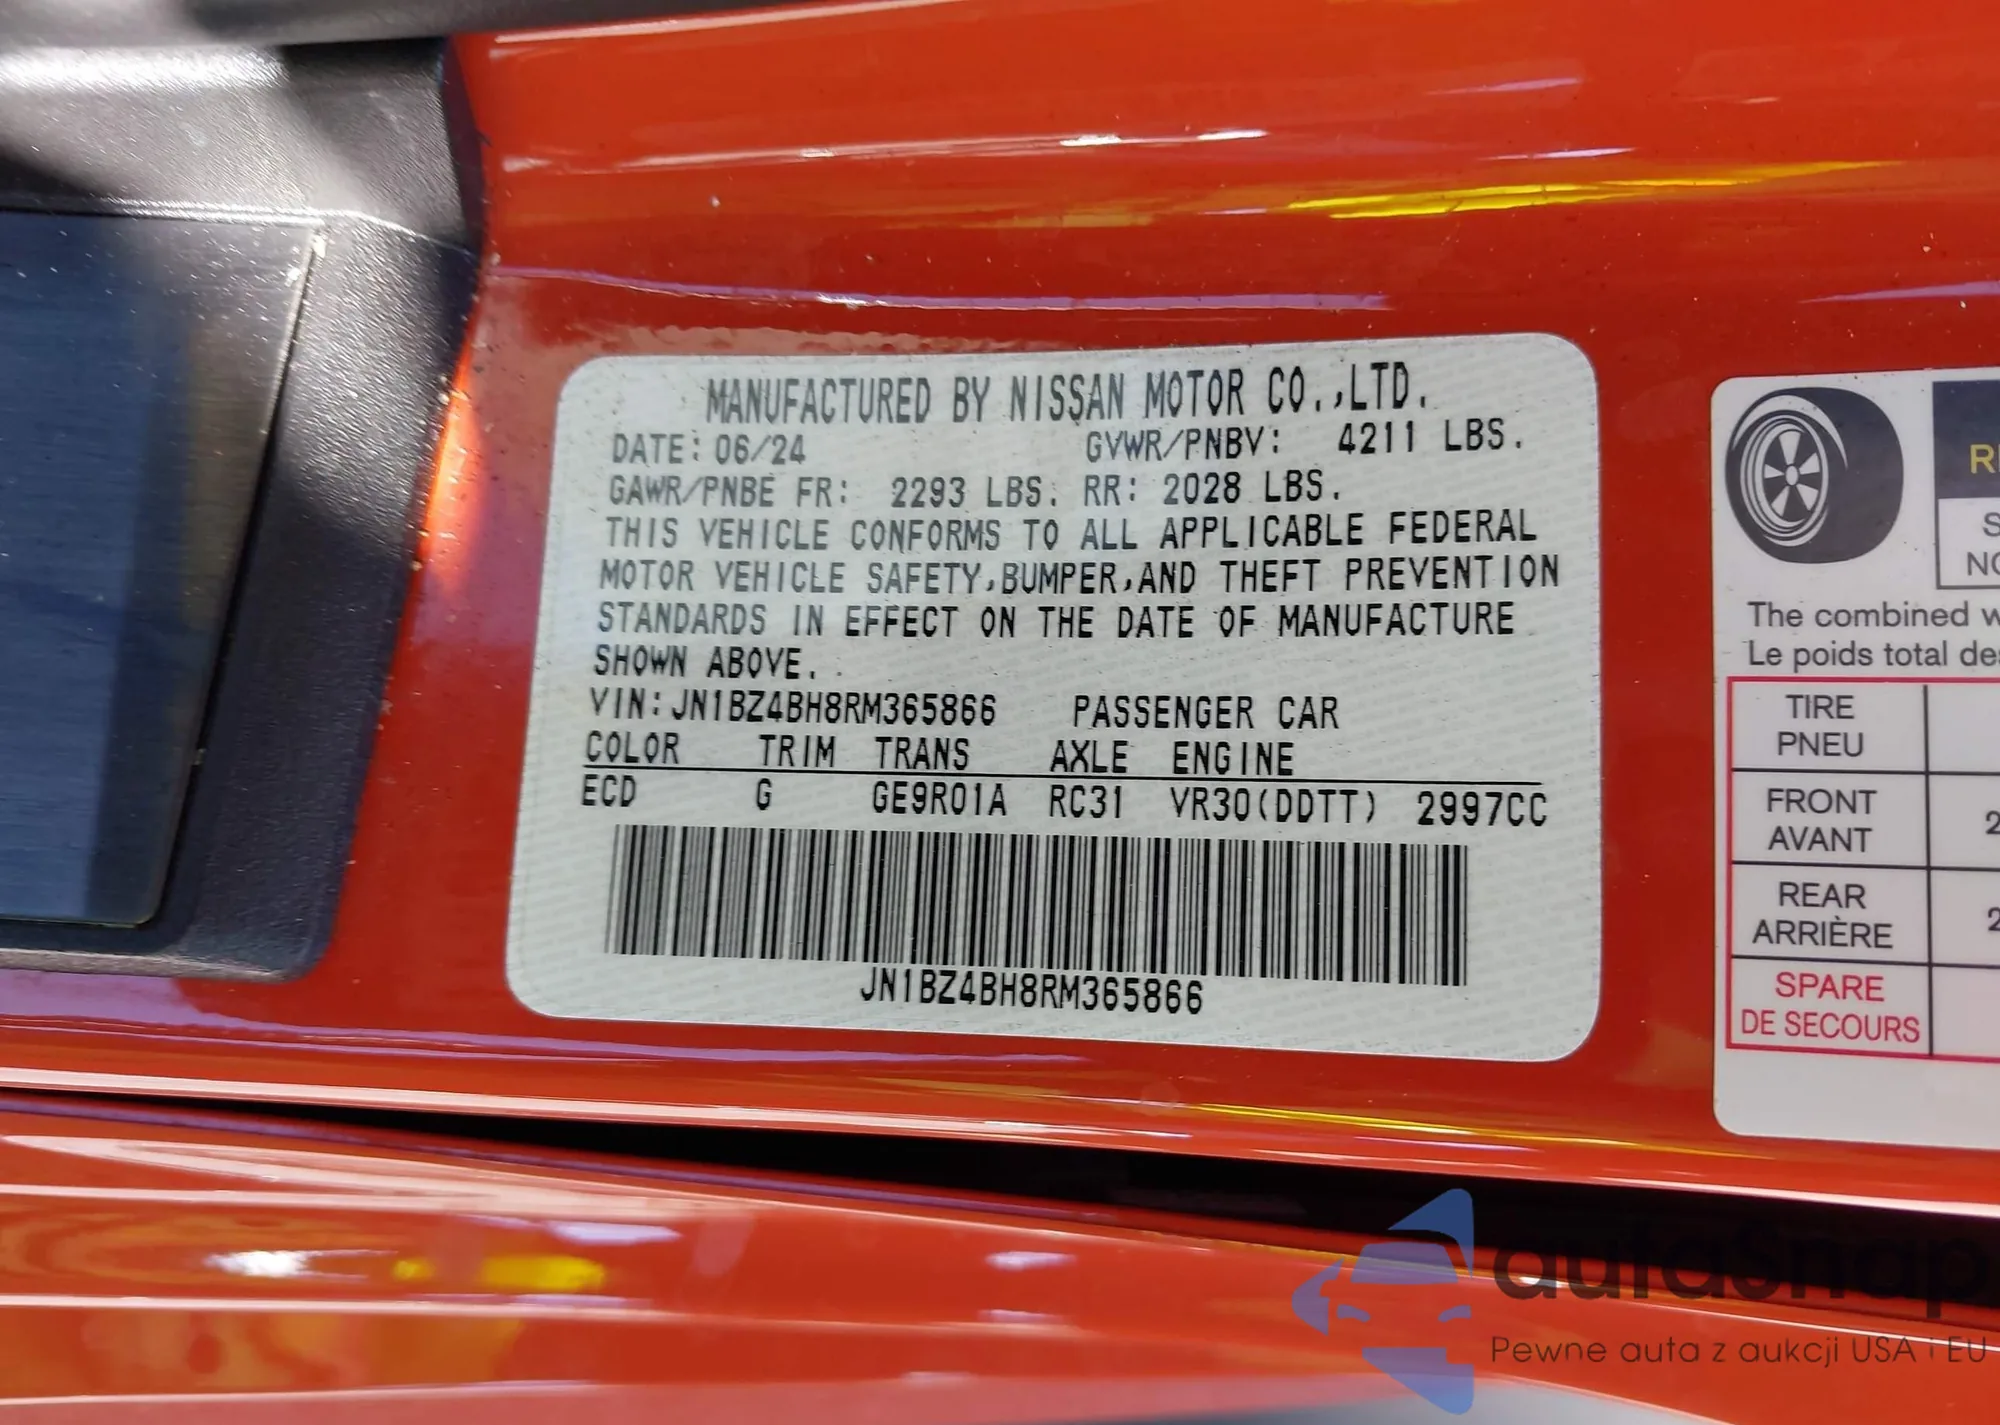 MANUFACTURED BY NISSAN MOTOR CO.,LTD.
DATE: 06/24 GVWR/PNBV: 4211 LBS.
GAWR/PNBE FR: 2293 LBS. RR: 2028 LBS.
THIS VEHICLE CONFORMS TO ALL APPLICABLE FEDERAL
MOTOR VEHICLE SAFETY,BUMPER,AND THEFT PREVENTION
STANDARDS IN EFFECT ON THE DATE OF MANUFACTURE
SHOWN ABOVE.
VIN: JN1BZ4BH8RM365866 PASSENGER CAR
COLOR TRIM TRANS AXLE ENGINE
ECD G GE9R01A RC31 VR30(DDTT) 2997CC
JN1BZ4BH8RM365866
The combined
Le poids total
TIRE
PNEU
FRONT
AVANT
REAR
ARRIÈRE
SPARE
DE SECOURS
autaSnap
Pewne auta z aukcji USA i EU